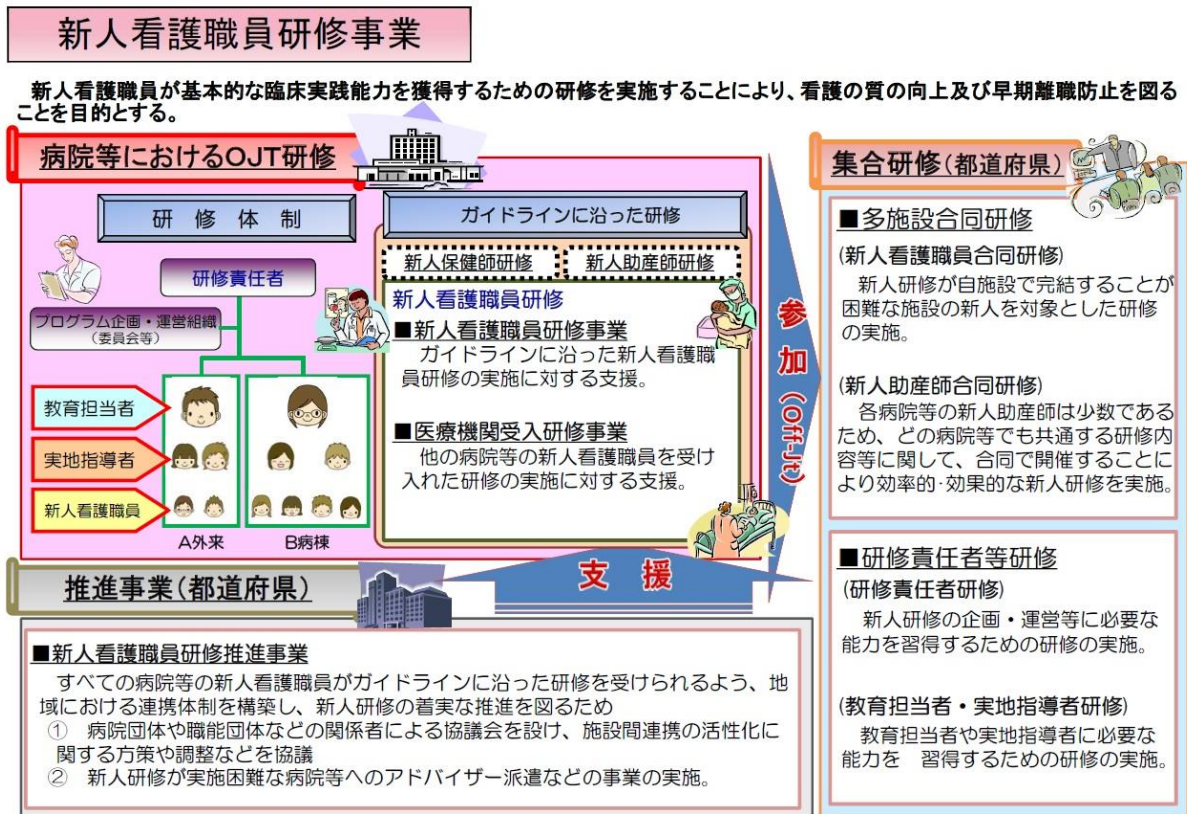 新人看護職員研修事業
新人看護職員が基本的な臨床実践能力を獲得するための研修を実施することにより、看護の質の向上及び早期離職防止を図る
ことを目的とする。
病院等におけるOJT研修
研 修 体 制
研修責任者
プログラム企画・運営組織
(委員会等)
教育担当者
実地指導者
新人看護職員
A外来
B病棟
ガイドラインに沿った研修
新人保健師研修
新人助産師研修
新人看護職員研修
■新人看護職員研修事業
ガイドラインに沿った新人看護職
員研修の実施に対する支援。
■医療機関受入研修事業
他の病院等の新人看護職員を受け
入れた研修の実施に対する支援。
参加(Off-Jt)
集合研修(都道府県)
■多施設合同研修
(新人看護職員合同研修)
新人研修が自施設で完結することが
困難な施設の新人を対象とした研修
の実施。
(新人助産師合同研修)
各病院等の新人助産師は少数である
ため、どの病院等でも共通する研修内
容等に関して、合同で開催することに
より効率的・効果的な新人研修を実施。
■研修責任者等研修
(研修責任者研修)
新人研修の企画・運営等に必要な
能力を習得するための研修の実施。
(教育担当者・実地指導者研修)
教育担当者や実地指導者に必要な
能力を 習得するための研修の実施。
支 援
推進事業(都道府県)
■新人看護職員研修推進事業
すべての病院等の新人看護職員がガイドラインに沿った研修を受けられるよう、地
域における連携体制を構築し、新人研修の着実な推進を図るため
① 病院団体や職能団体などの関係者による協議会を設け、施設間連携の活性化に
関する方策や調整などを協議
② 新人研修が実施困難な病院等へのアドバイザー派遣などの事業の実施。